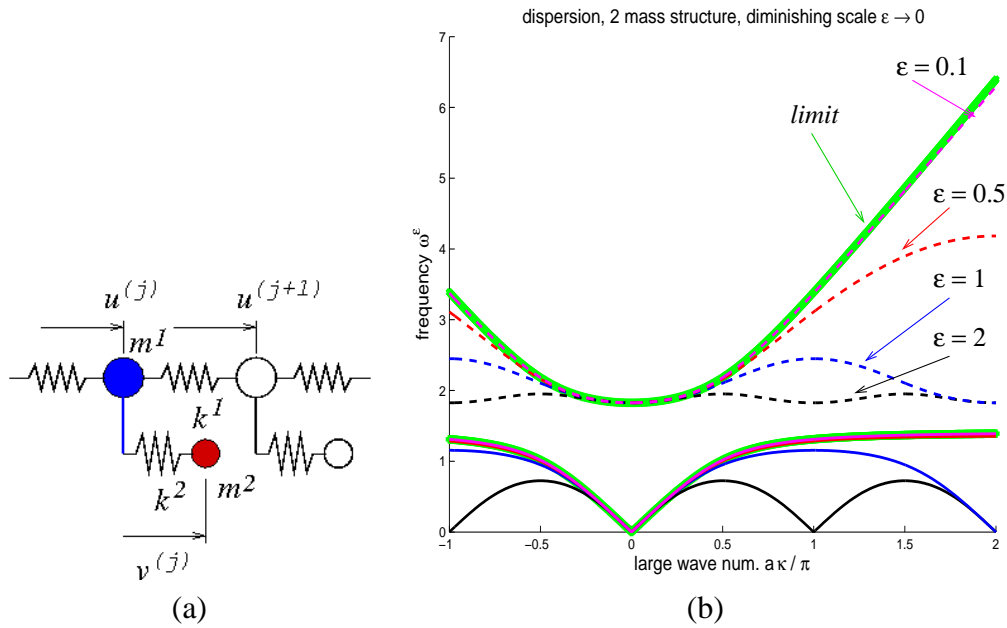 dispersion, 2 mass structure, diminishing scale ε → 0
u^(j)
u^(j+1)
m^1
k^1
k^2
m^2
v^(j)
(a)
7
6
5
4
3
2
1
0
frequency ω^ε
-1
-0.5
0
0.5
1
1.5
2
large wave num. a κ / π
ε = 0.1
limit
ε = 0.5
ε = 1
ε = 2
(b)